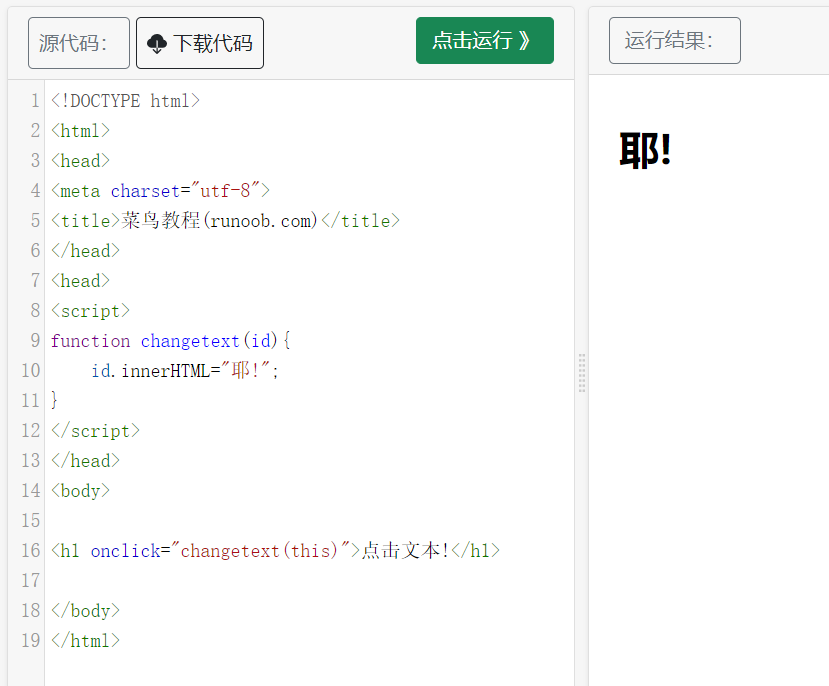 源代码： 下载代码 点击运行 》 运行结果：
1 <!DOCTYPE html>
2 <html>
3 <head>
4 <meta charset="utf-8">
5 <title>菜鸟教程(runoob.com)</title>
6 </head>
7 <head>
8 <script>
9 function changetext(id){
10     id.innerHTML="耶!";
11 }
12 </script>
13 </head>
14 <body>
15
16 <h1 onclick="changetext(this)">点击文本!</h1>
17
18 </body>
19 </html>
耶!